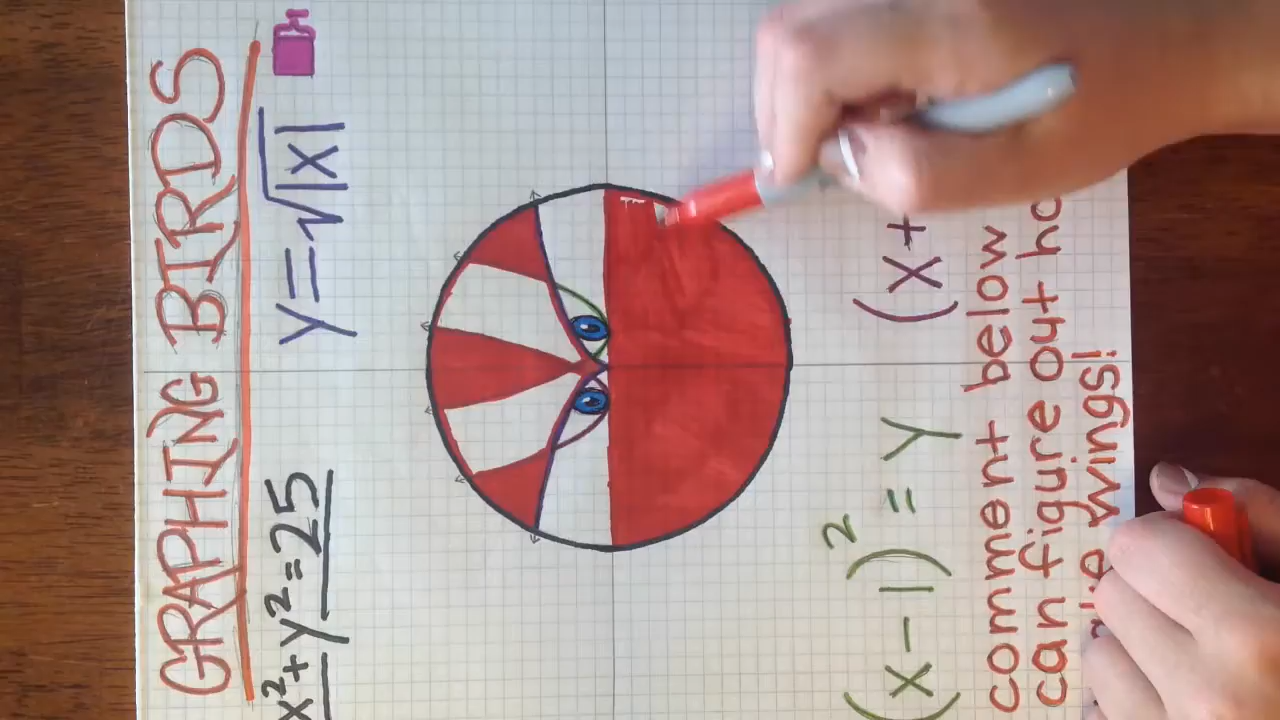 GRAPHING BIRDS
x²+y²=25
y=√|x|
(x-1)²=y
(x+
comment below
can figure out
wings!